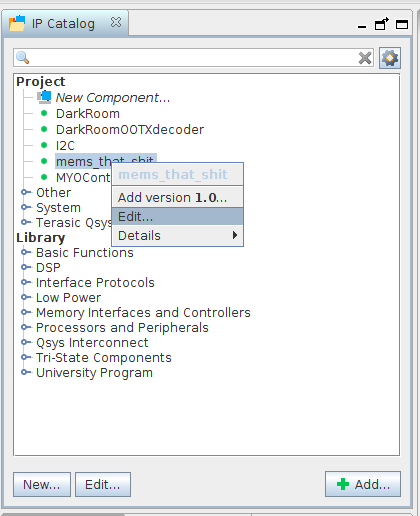 IP Catalog
Project
New Component...
DarkRoom
DarkRoomOOTXdecoder
I2C
mems_that_shit
mems_that_shit
MYOCont
Add version 1.0...
Other
System
Edit...
Terasic Qsys
Details
Library
Basic Functions
DSP
Interface Protocols
Low Power
Memory Interfaces and Controllers
Processors and Peripherals
Qsys Interconnect
Tri-State Components
University Program
New...
Edit...
Add...